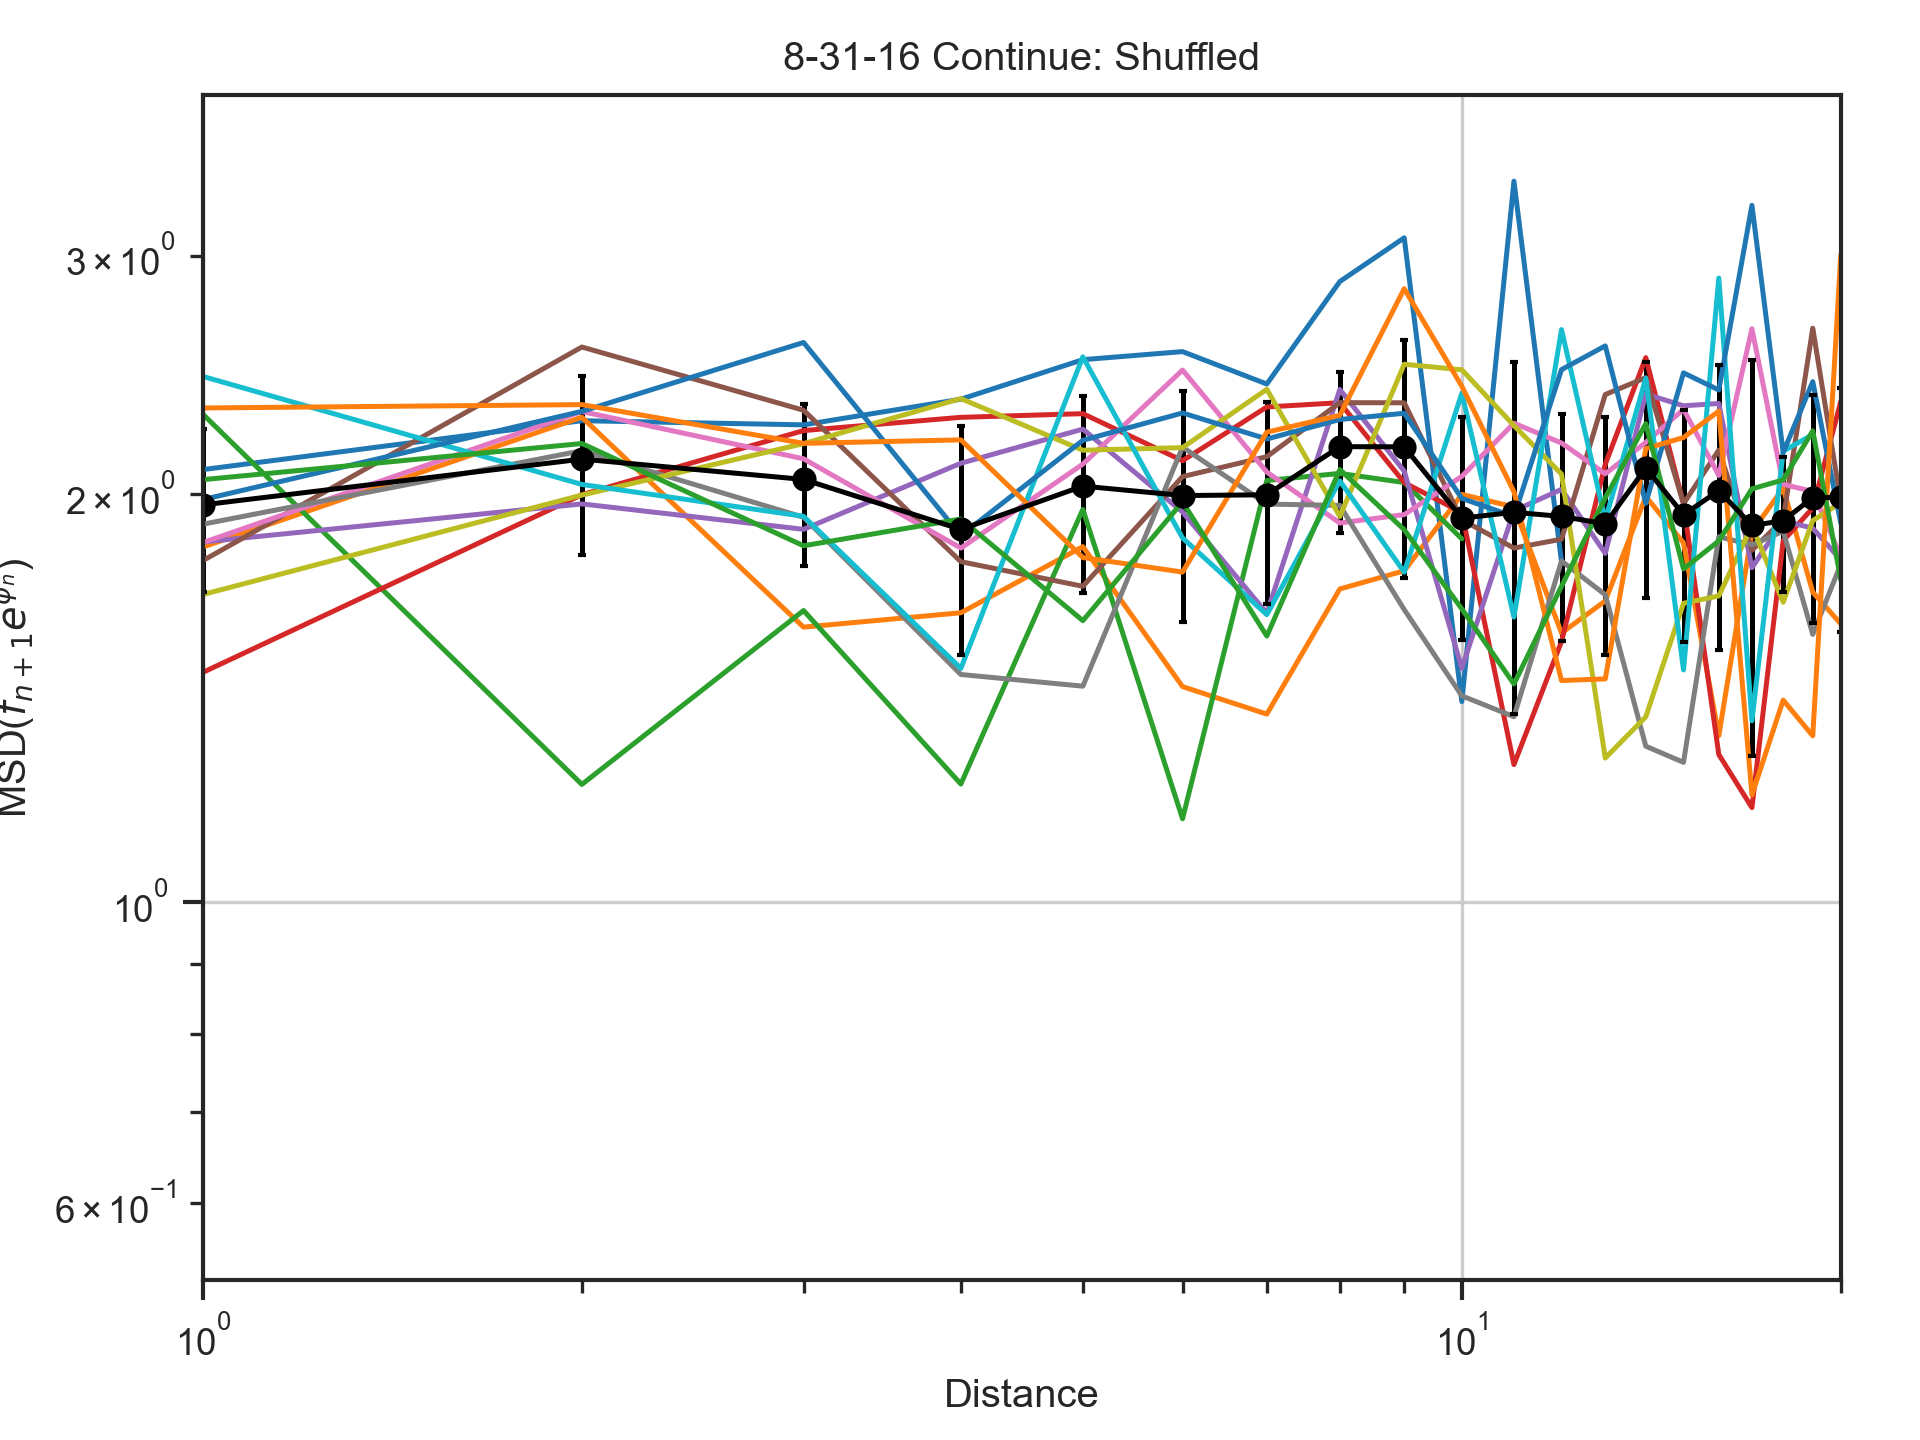 8-31-16 Continue: Shuffled
3 × 10⁰
2 × 10⁰
10⁰
6 × 10⁻¹
MSD(f_{n+1}e^{φ_n})
10⁰
10¹
Distance